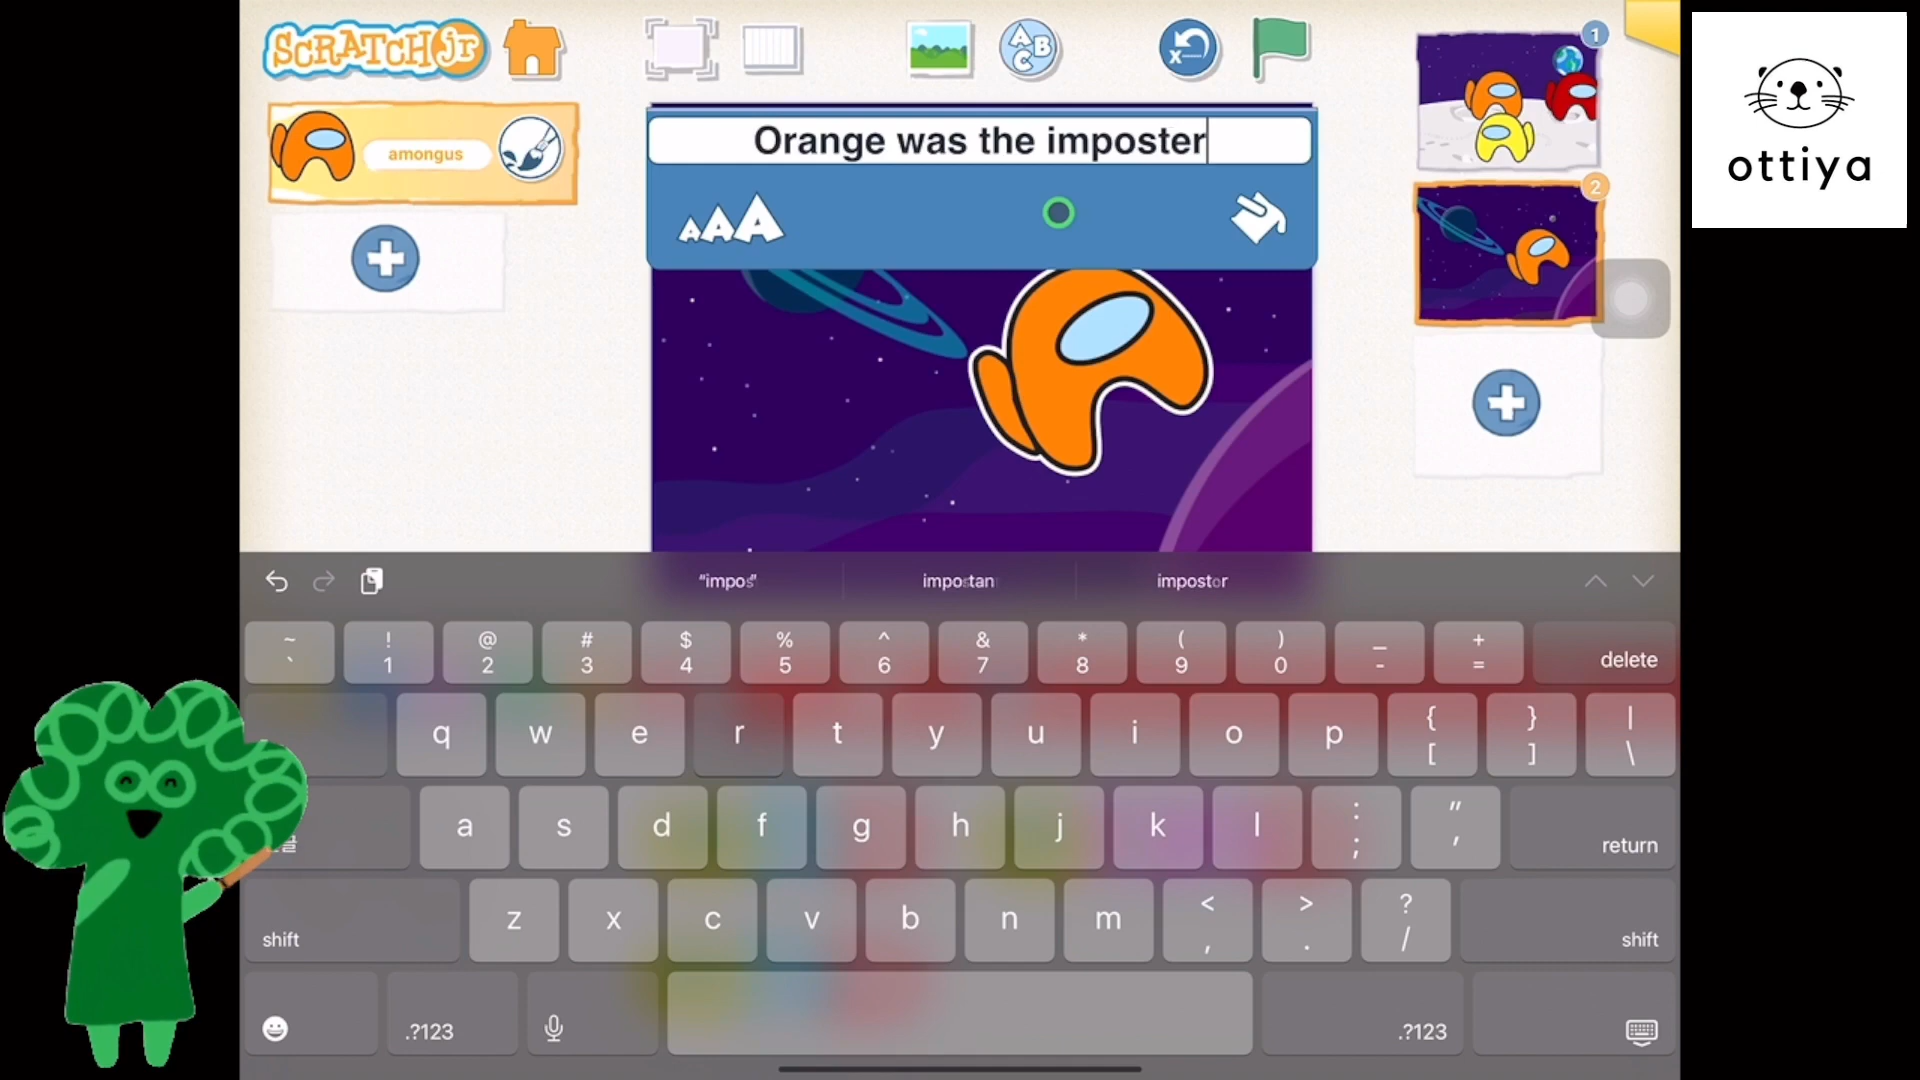 SCRATCH jr
A B C
x
1
amongus
Orange was the imposter
A A A
2
ottiya
"impos"
impostan
impostor
~ ! @ # $ % ^ & * ( ) _ +
` 1 2 3 4 5 6 7 8 9 0 - = delete
q w e r t y u i o p { } |
[ ] \
a s d f g h j k l : "
; ' return
shift z x c v b n m < > ? shift
, . /
.?123 .?123